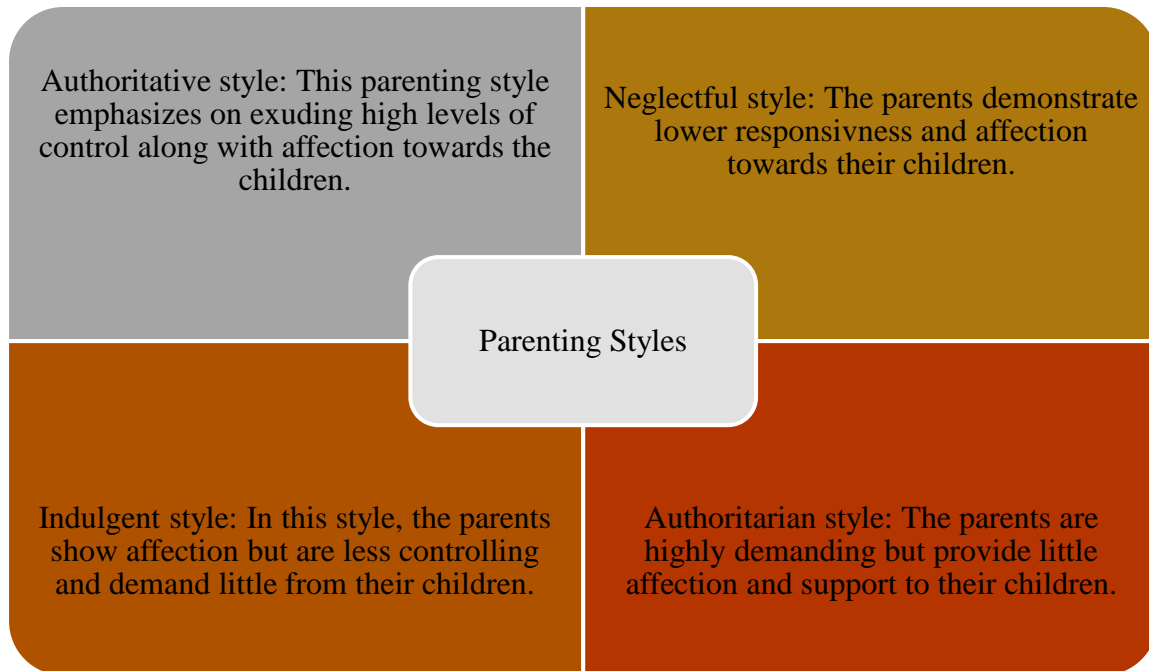 Authoritative style: This parenting style
emphasizes on exuding high levels of
control along with affection towards the
children.
Neglectful style: The parents demonstrate
lower responsivness and affection
towards their children.
Parenting Styles
Indulgent style: In this style, the parents
show affection but are less controlling
and demand little from their children.
Authoritarian style: The parents are
highly demanding but provide little
affection and support to their children.